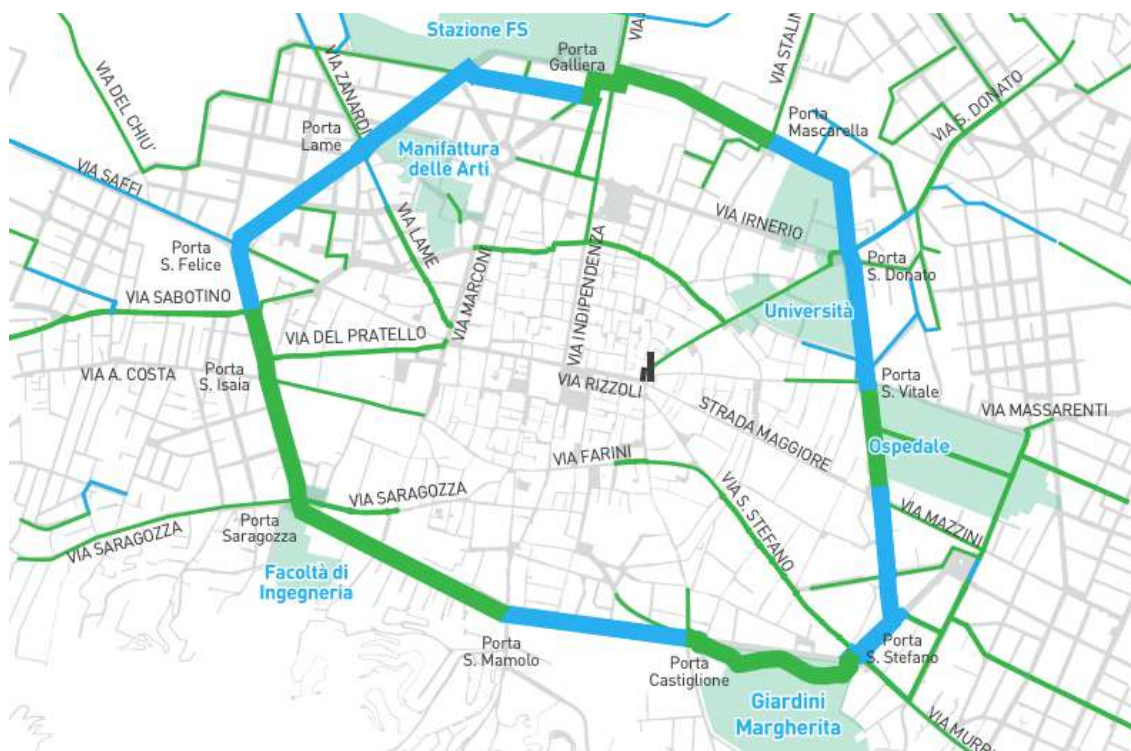 Stazione FS
VIA DEL CHIU'
VIA ZANARDI
Porta
Galliera
VIA STALIN
VIA S. DONATO
Porta
Lame
Porta
Mascarella
Manifattura
delle Arti
VIA SAFFI
VIA LAME
VIA IRNERIO
Porta
S. Felice
Porta
S. Donato
VIA MARCONI
VIA INDIPENDENZA
VIA SABOTINO
Università
VIA DEL PRATELLO
VIA A. COSTA
Porta
S. Isaia
VIA RIZZOLI
Porta
S. Vitale
STRADA MAGGIORE
VIA MASSARENTI
Ospedale
VIA FARINI
VIA SARAGOZZA
VIA S. STEFANO
VIA MAZZINI
VIA SARAGOZZA
Porta
Saragozza
Facoltà di
Ingegneria
Porta
S. Mamolo
Porta
Castiglione
Porta
S. Stefano
Giardini
Margherita
VIA MURRI